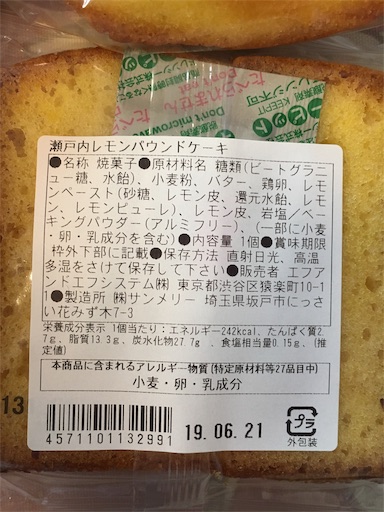 瀬戸内レモンパウンドケーキ
●名称 焼菓子●原材料名 糖類(ビートグラニ
ュー糖、水飴)、小麦粉、バター、鶏卵、レモ
ンペースト(砂糖、レモン皮、還元水飴、レモ
ン、レモンピューレ)、レモン皮、岩塩/ベー
キングパウダー(アルミフリー)、(一部に小麦
・卵・乳成分を含む)●内容量 1個●賞味期限
枠外下部に記載●保存方法 直射日光、高温
多湿をさけて保存して下さい●販売者 エフア
ンドエフシステム㈱ 東京都渋谷区猿楽町10-1
1●製造所 ㈱サンメリー 埼玉県坂戸市にっさ
い花みず木7-3
栄養成分表示 1個当たり:エネルギー242kcal、たんぱく質2.
7g、脂質13.3g、炭水化物27.7g 、食塩相当量0.15g、(推
定値)
本商品に含まれるアレルギー物質(特定原材料等27品目中)
小麦・卵・乳成分
13
4571101132991
19.06.21
プラ
外包装